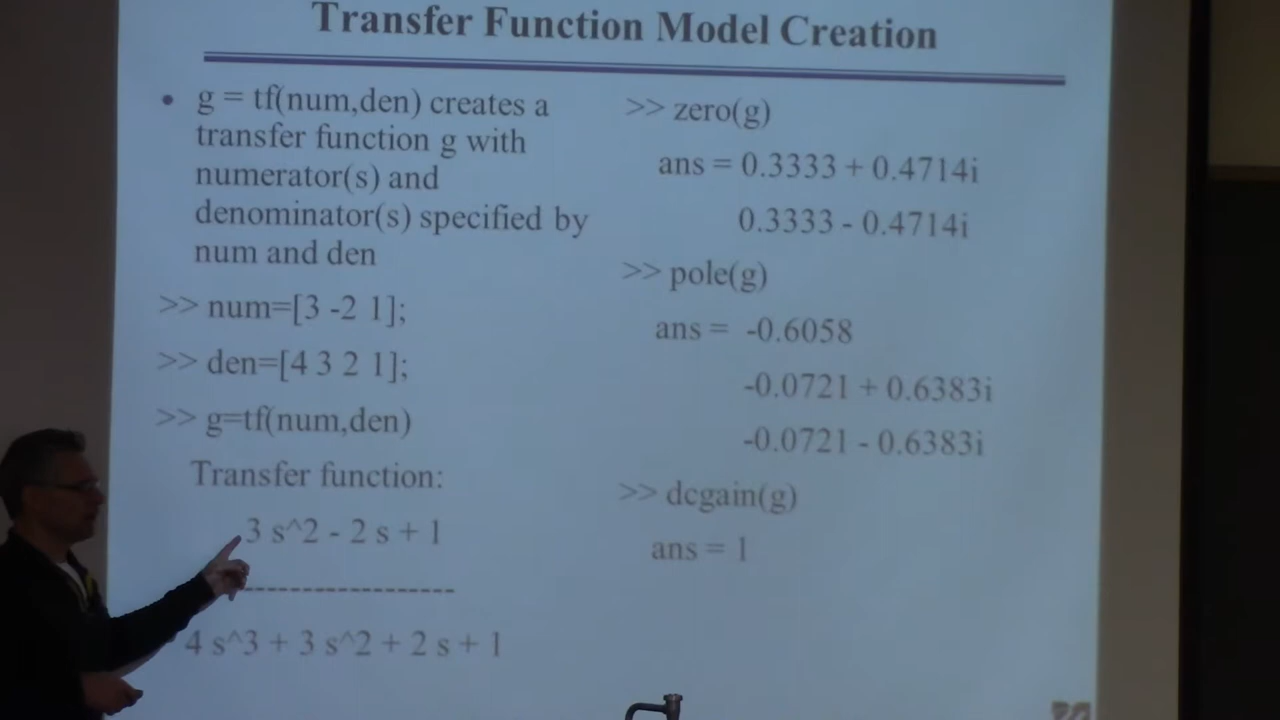 Transfer Function Model Creation
• g = tf(num,den) creates a
transfer function g with
numerator(s) and
denominator(s) specified by
num and den
>> num=[3 -2 1];
>> den=[4 3 2 1];
>> g=tf(num,den)
Transfer function:
3 s^2 - 2 s + 1
------------------
4 s^3 + 3 s^2 + 2 s + 1
>> zero(g)
ans = 0.3333 + 0.4714i
0.3333 - 0.4714i
>> pole(g)
ans = -0.6058
-0.0721 + 0.6383i
-0.0721 - 0.6383i
>> dcgain(g)
ans = 1